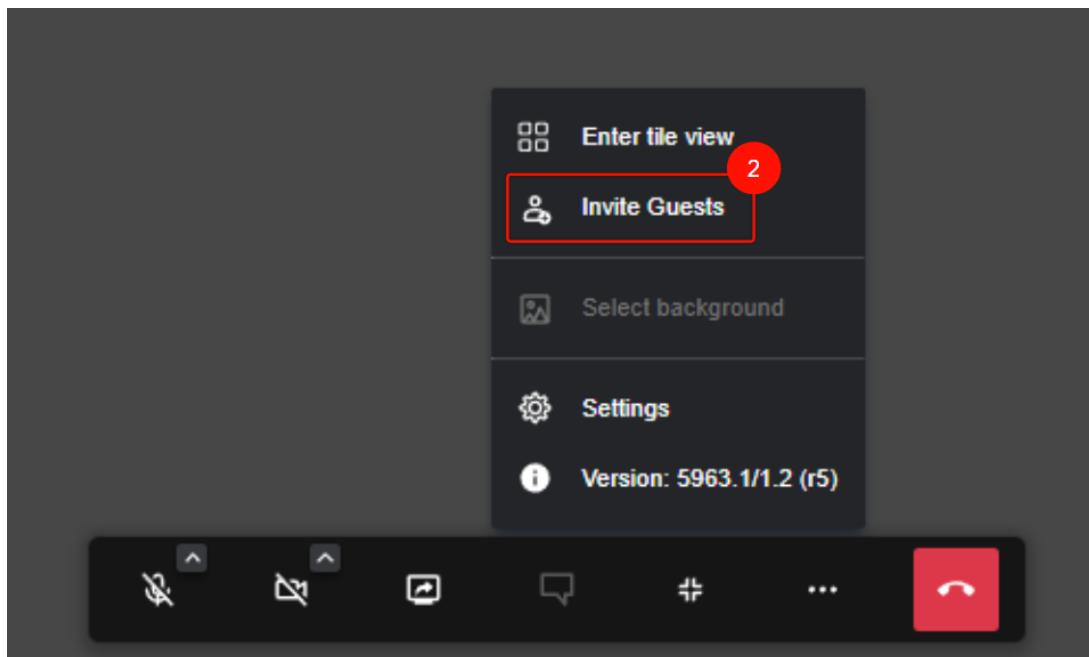 Enter tile view
2
Invite Guests
Select background
Settings
Version: 5963.1/1.2 (r5)